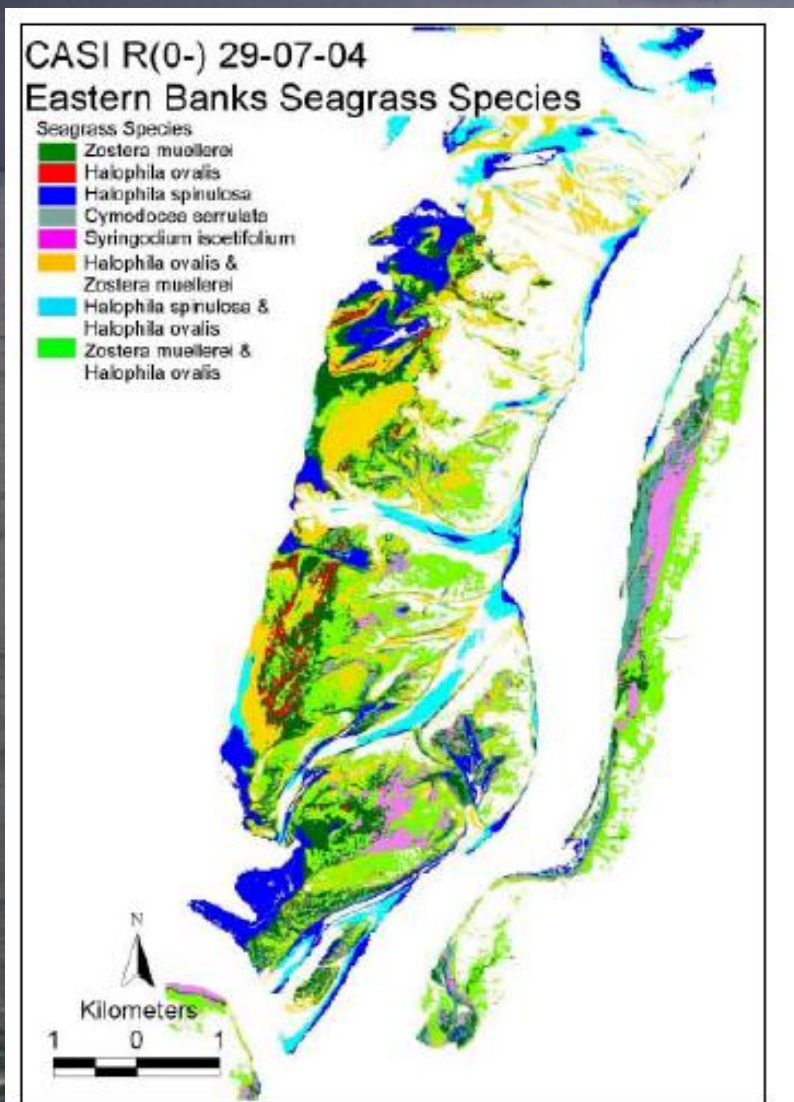 CASI R(0-) 29-07-04
Eastern Banks Seagrass Species
Seagrass Species
Zostera muellerei
Halophila ovalis
Halophila spinulosa
Cymodocea serrulata
Syringodium isoetifolium
Halophila ovalis &
Zostera muellerei
Halophila spinulosa &
Halophila ovalis
Zostera muellerei &
Halophila ovalis
N
Kilometers
1 0 1